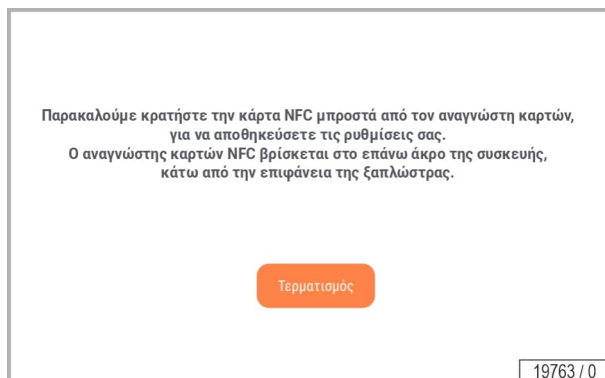 Παρακαλούμε κρατήστε την κάρτα NFC μπροστά από τον αναγνώστη καρτών,
για να αποθηκεύσετε τις ρυθμίσεις σας.
Ο αναγνώστης καρτών NFC βρίσκεται στο επάνω άκρο της συσκευής,
κάτω από την επιφάνεια της ξαπλώστρας.
Τερματισμός
19763 / 0